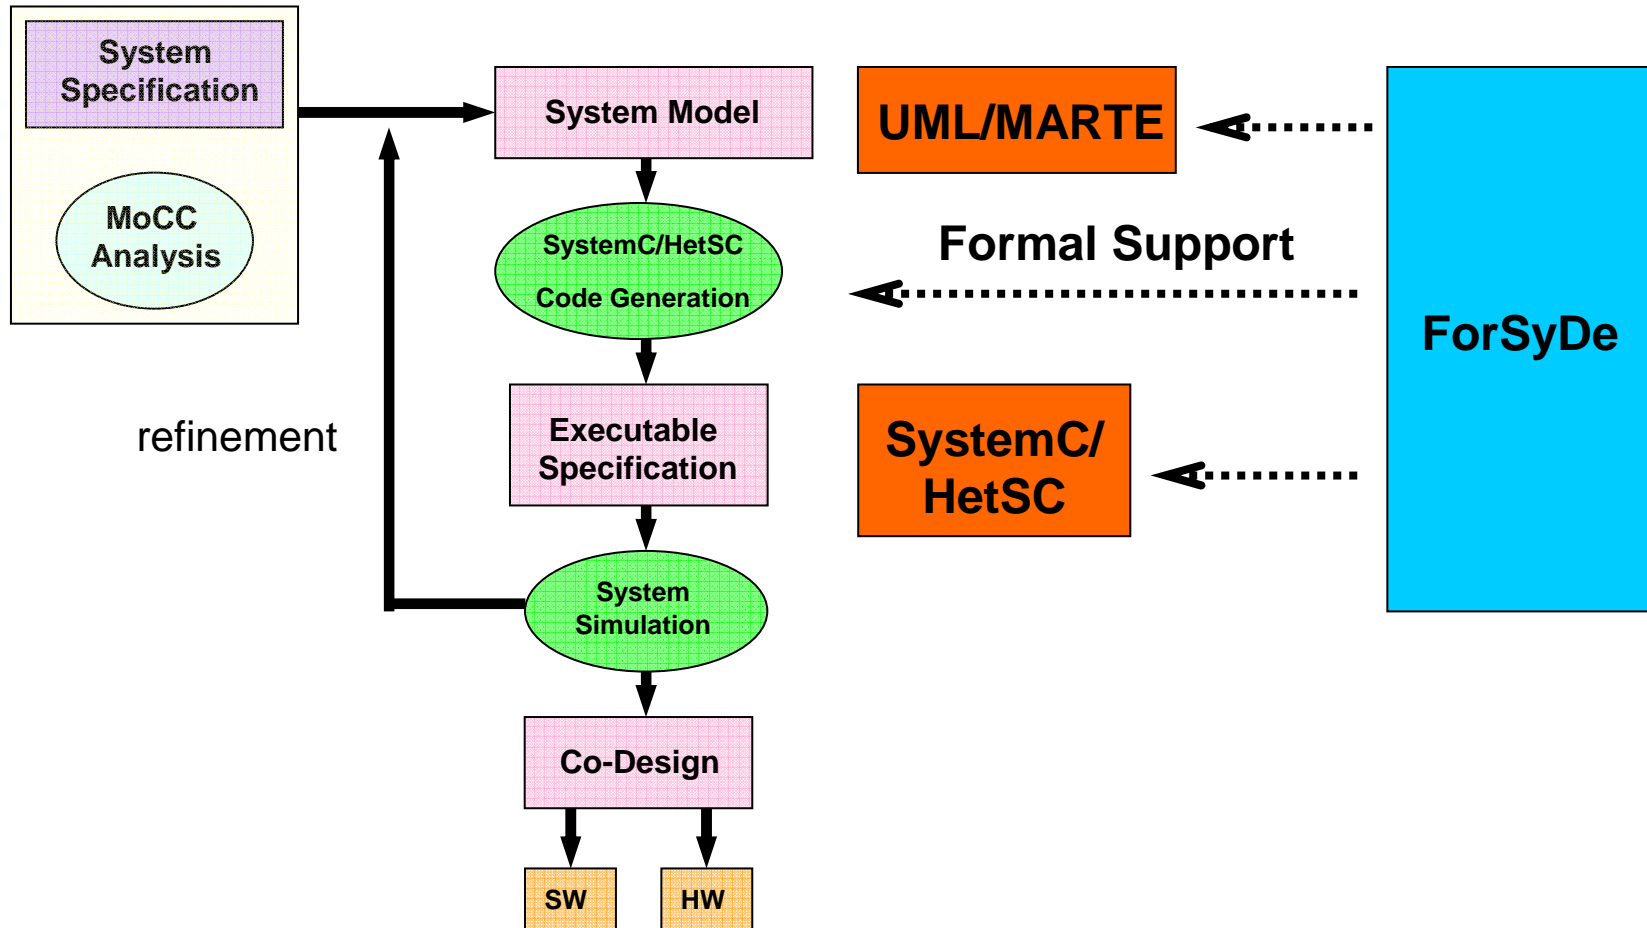 System
Specification
MoCC
Analysis
refinement
System Model
SystemC/HetSC
Code Generation
Executable
Specification
System
Simulation
Co-Design
SW
HW
UML/MARTE
Formal Support
SystemC/
HetSC
ForSyDe